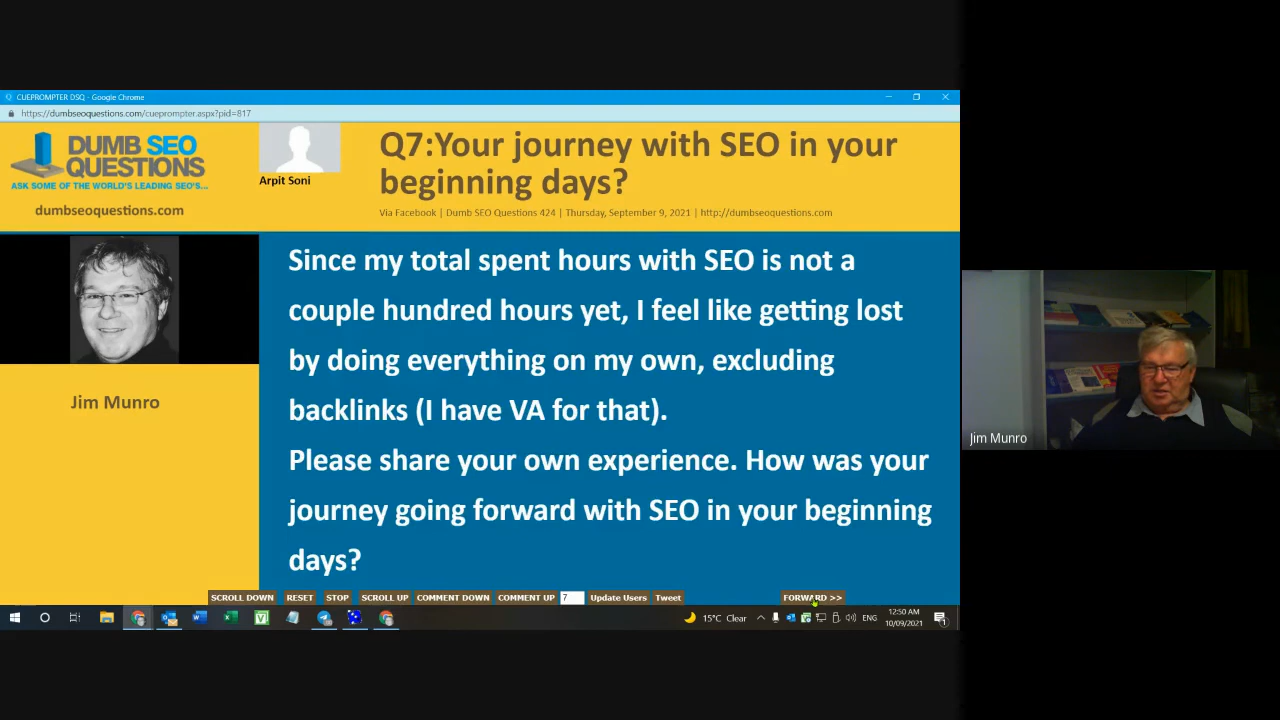 CUEPROMPTER DSQ - Google Chrome
https://dumbseoquestions.com/cueprompter.aspx?pid=817
DUMB SEO
QUESTIONS
ASK SOME OF THE WORLD'S LEADING SEO'S...
dumbseoquestions.com
Arpit Soni
Q7:Your journey with SEO in your
beginning days?
Via Facebook | Dumb SEO Questions 424 | Thursday, September 9, 2021 | http://dumbseoquestions.com
Jim Munro
Since my total spent hours with SEO is not a
couple hundred hours yet, I feel like getting lost
by doing everything on my own, excluding
backlinks (I have VA for that).
Please share your own experience. How was your
journey going forward with SEO in your beginning
days?
Jim Munro
SCROLL DOWN RESET STOP SCROLL UP COMMENT DOWN COMMENT UP 7 Update Users Tweet FORWARD >>
15°C Clear ENG 12:50 AM
10/09/2021